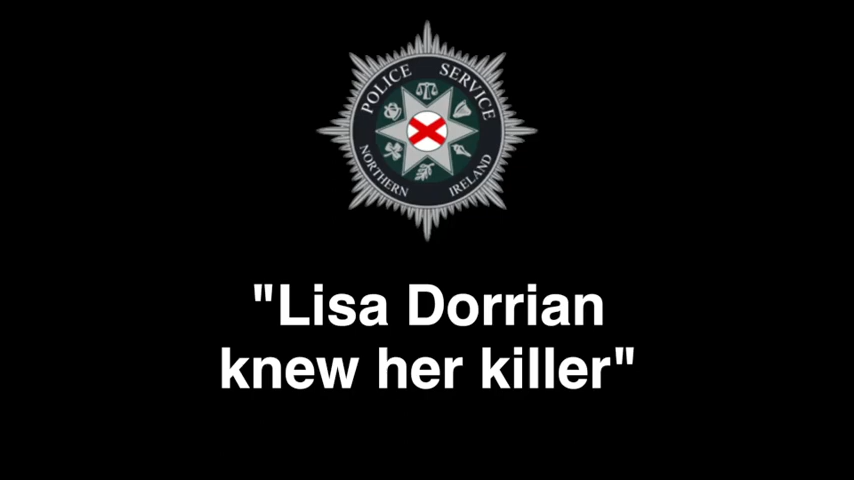 POLICE SERVICE
NORTHERN IRELAND
"Lisa Dorrian
knew her killer"